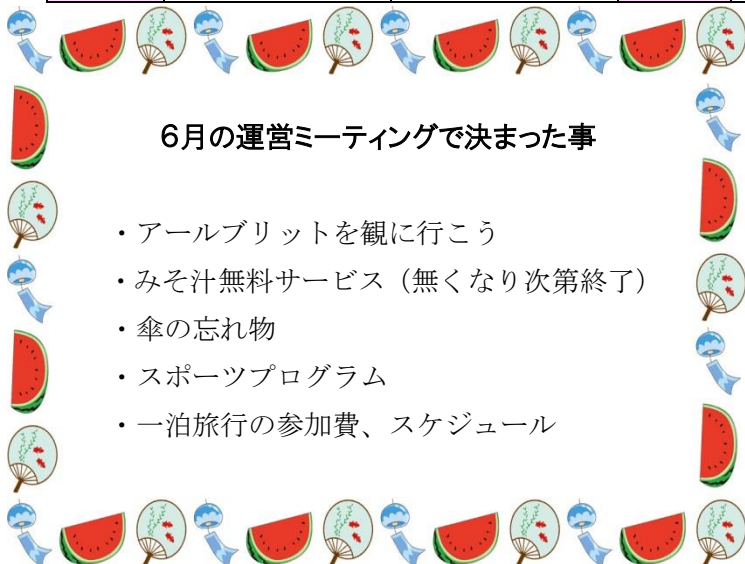 6月の運営ミーティングで決まった事
・アールブリットを観に行こう
・みそ汁無料サービス（無くなり次第終了）
・傘の忘れ物
・スポーツプログラム
・一泊旅行の参加費、スケジュール